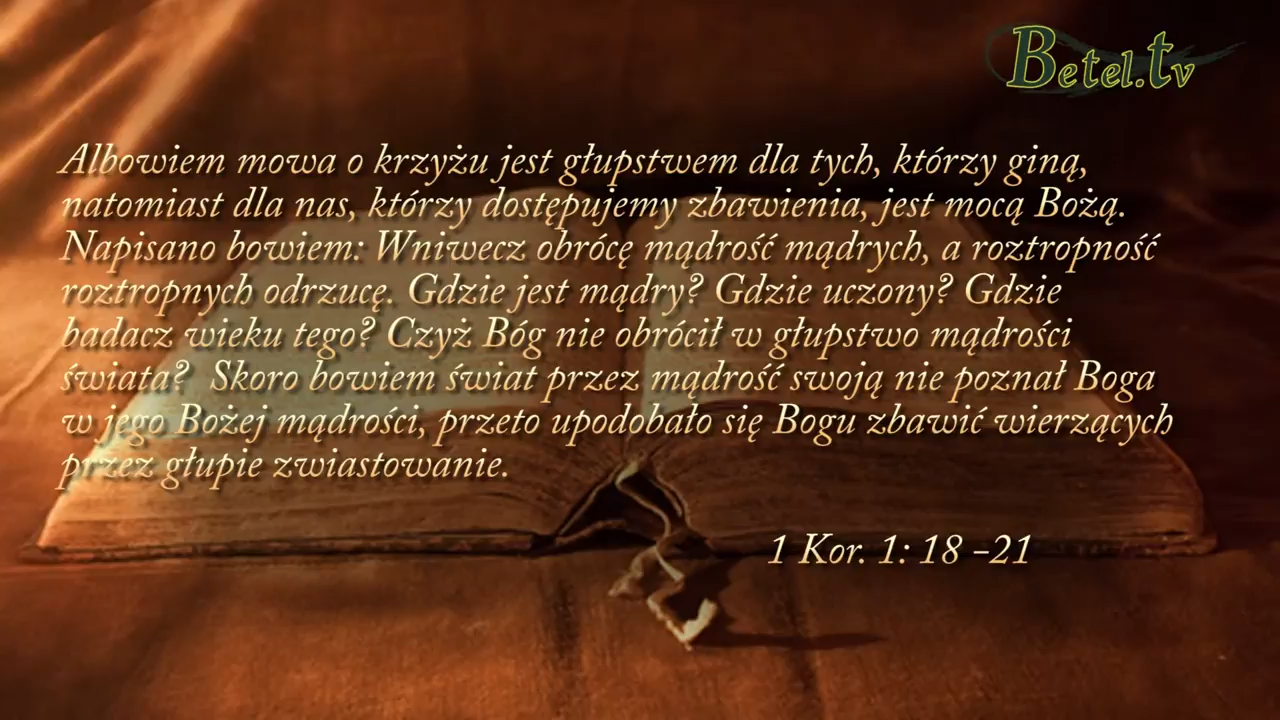 Betel.tv
Albowiem mowa o krzyżu jest głupstwem dla tych, którzy giną,
natomiast dla nas, którzy dostępujemy zbawienia, jest mocą Bożą.
Napisano bowiem: Wniwecz obrócę mądrość mądrych, a roztropność
roztropnych odrzucę. Gdzie jest mądry? Gdzie uczony? Gdzie
badacz wieku tego? Czyż Bóg nie obrócił w głupstwo mądrości
świata?  Skoro bowiem świat przez mądrość swoją nie poznał Boga
w jego Bożej mądrości, przeto upodobało się Bogu zbawić wierzących
przez głupie zwiastowanie.
1 Kor. 1: 18 -21